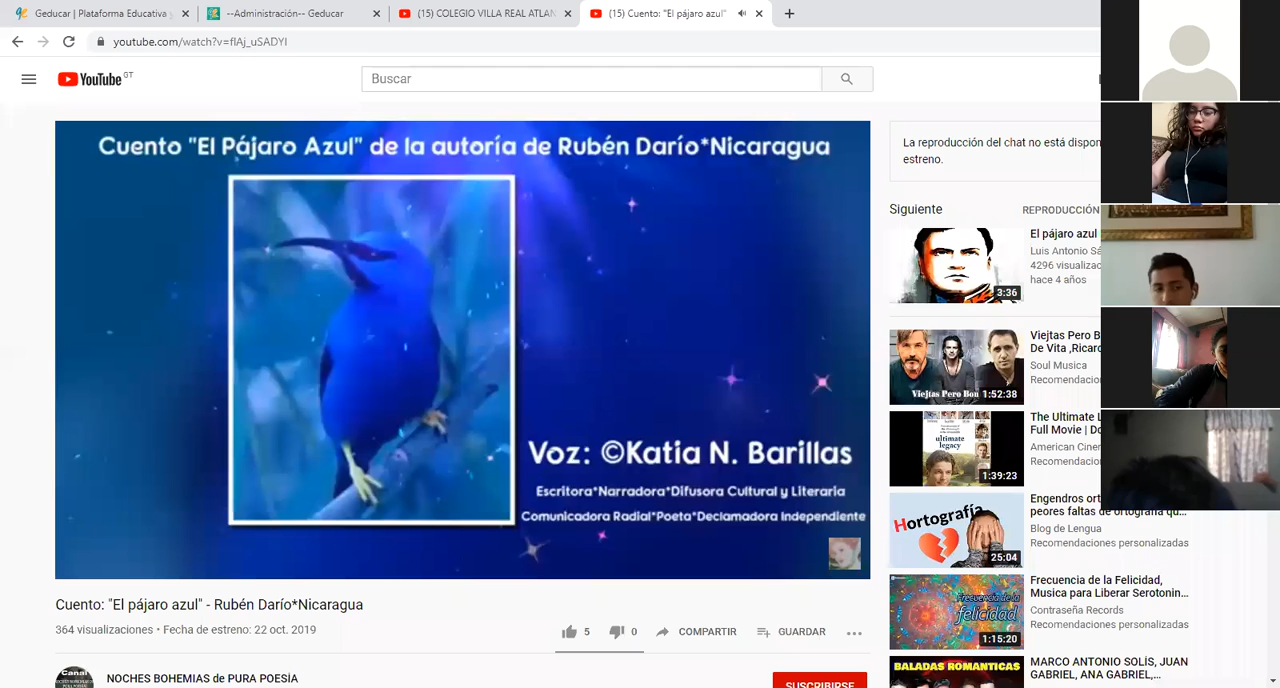 Geducar | Plataforma Educativa y
--Administración-- Geducar
(15) COLEGIO VILLA REAL ATLAN
(15) Cuento: "El pájaro azul"
YouTube GT
Buscar
Cuento "El Pájaro Azul" de la autoría de Rubén Darío*Nicaragua
Voz: ©Katia N. Barillas
Escritora*Narradora*Difusora Cultural y Literaria
Comunicadora Radial*Poeta*Declamadora Independiente
Cuento: "El pájaro azul" - Rubén Darío*Nicaragua
364 visualizaciones • Fecha de estreno: 22 oct. 2019
5
0
COMPARTIR
GUARDAR
Canal
NOCHES BOHEMIAS de PURA POESIA
SUSCRIBIRSE
La reproducción del chat no está dispon
estreno.
Siguiente
REPRODUCCIÓN
3:36
El pájaro azul
Luis Antonio Sá
4296 visualizac
hace 4 años
Viejtas Pero Bon
1:52:38
Viejtas Pero B
De Vita ,Ricard
Soul Musica
Recomendacio
ultimate
legacy
1:39:23
The Ultimate L
Full Movie | Do
American Cine
Recomendacio
Hortografía
25:04
Engendros ort
peores faltas de ortografía qu...
Blog de Lengua
Recomendaciones personalizadas
Frecuencia de la
felicidad
1:15:20
Frecuencia de la Felicidad,
Musica para Liberar Serotonin...
Contraseña Records
Recomendaciones personalizadas
BALADAS ROMANTICAS
MARCO ANTONIO SOLÍS, JUAN
GABRIEL, ANA GABRIEL,...